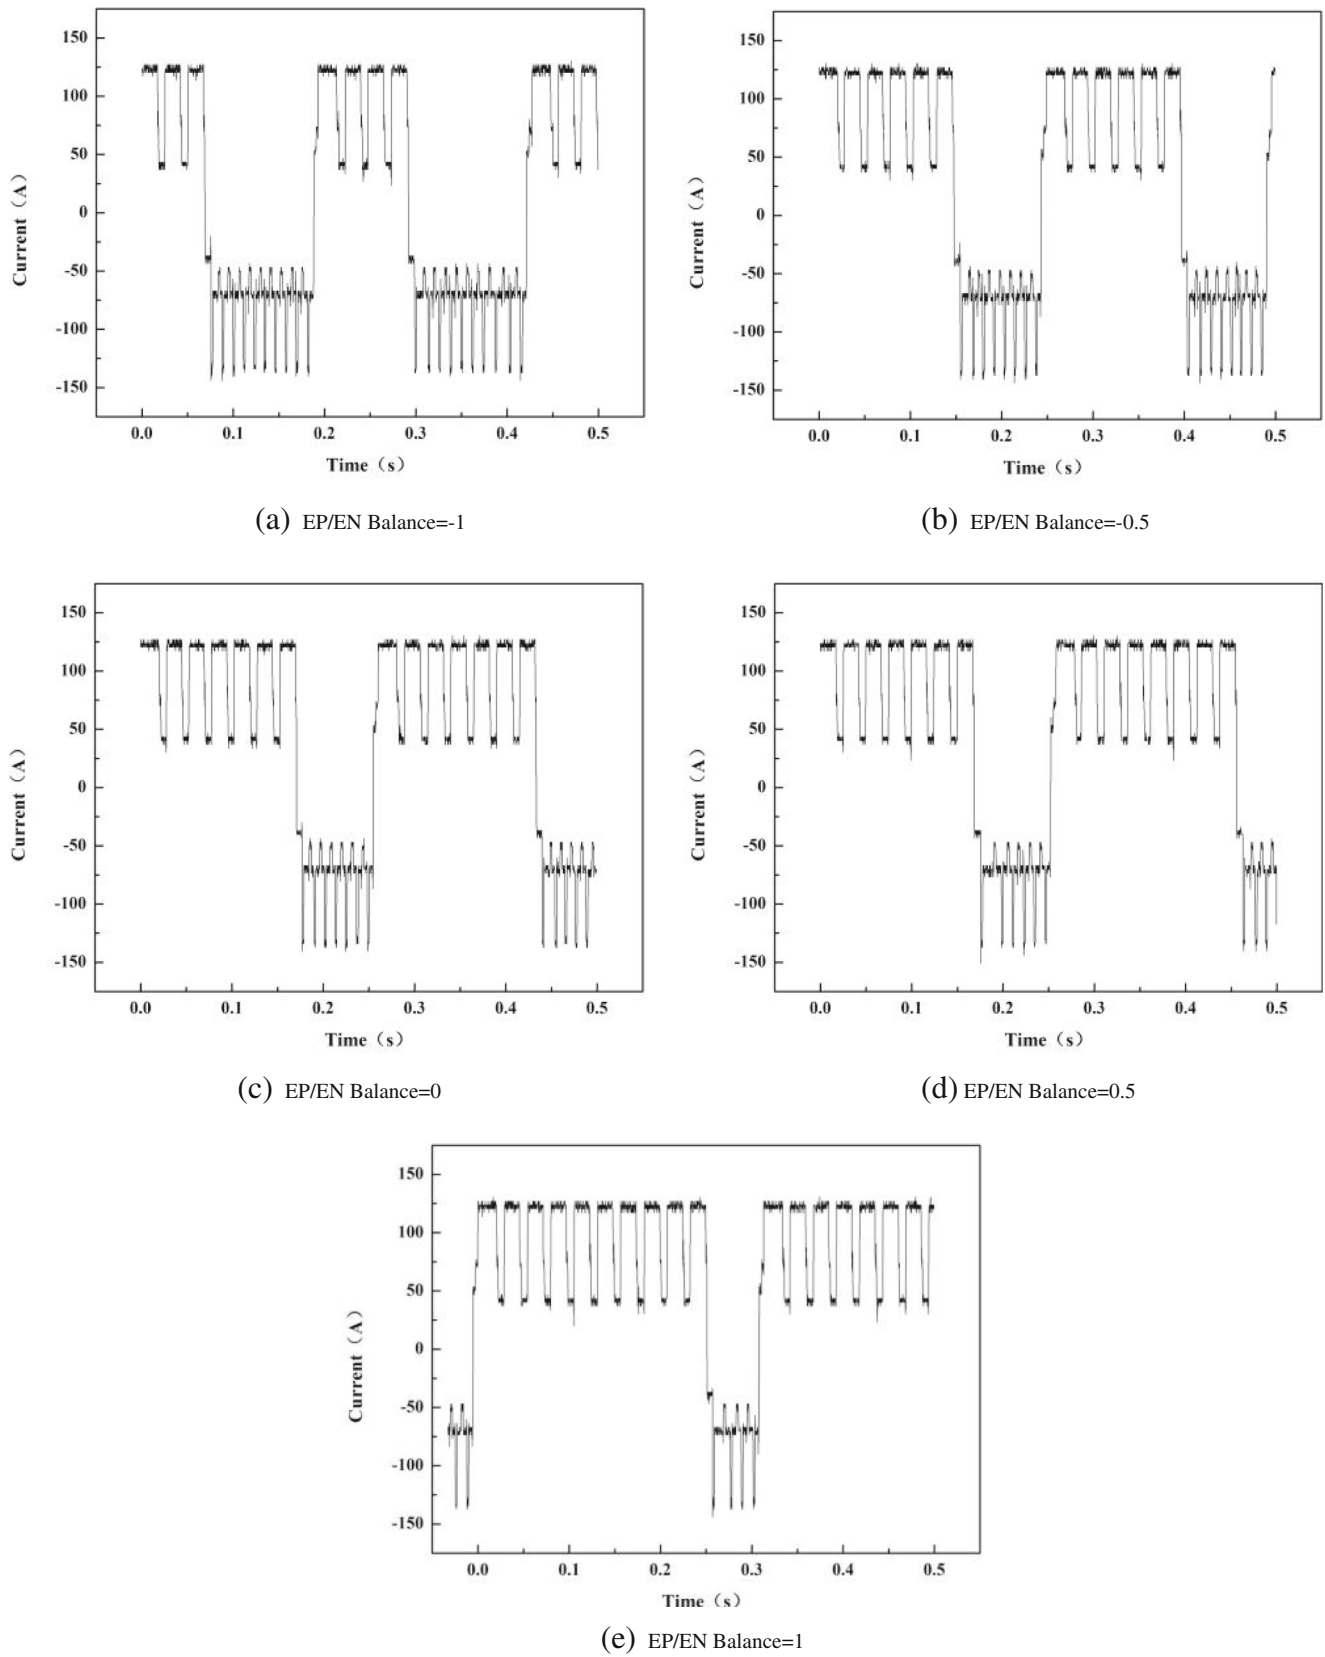 150
100
50
0
-50
-100
-150
Current（A）
0.0 0.1 0.2 0.3 0.4 0.5
Time（s）
(a) EP/EN Balance=-1
150
100
50
0
-50
-100
-150
Current（A）
0.0 0.1 0.2 0.3 0.4 0.5
Time（s）
(b) EP/EN Balance=-0.5
150
100
50
0
-50
-100
-150
Current（A）
0.0 0.1 0.2 0.3 0.4 0.5
Time（s）
(c) EP/EN Balance=0
150
100
50
0
-50
-100
-150
Current（A）
0.0 0.1 0.2 0.3 0.4 0.5
Time（s）
(d) EP/EN Balance=0.5
150
100
50
0
-50
-100
-150
Current（A）
0.0 0.1 0.2 0.3 0.4 0.5
Time（s）
(e) EP/EN Balance=1